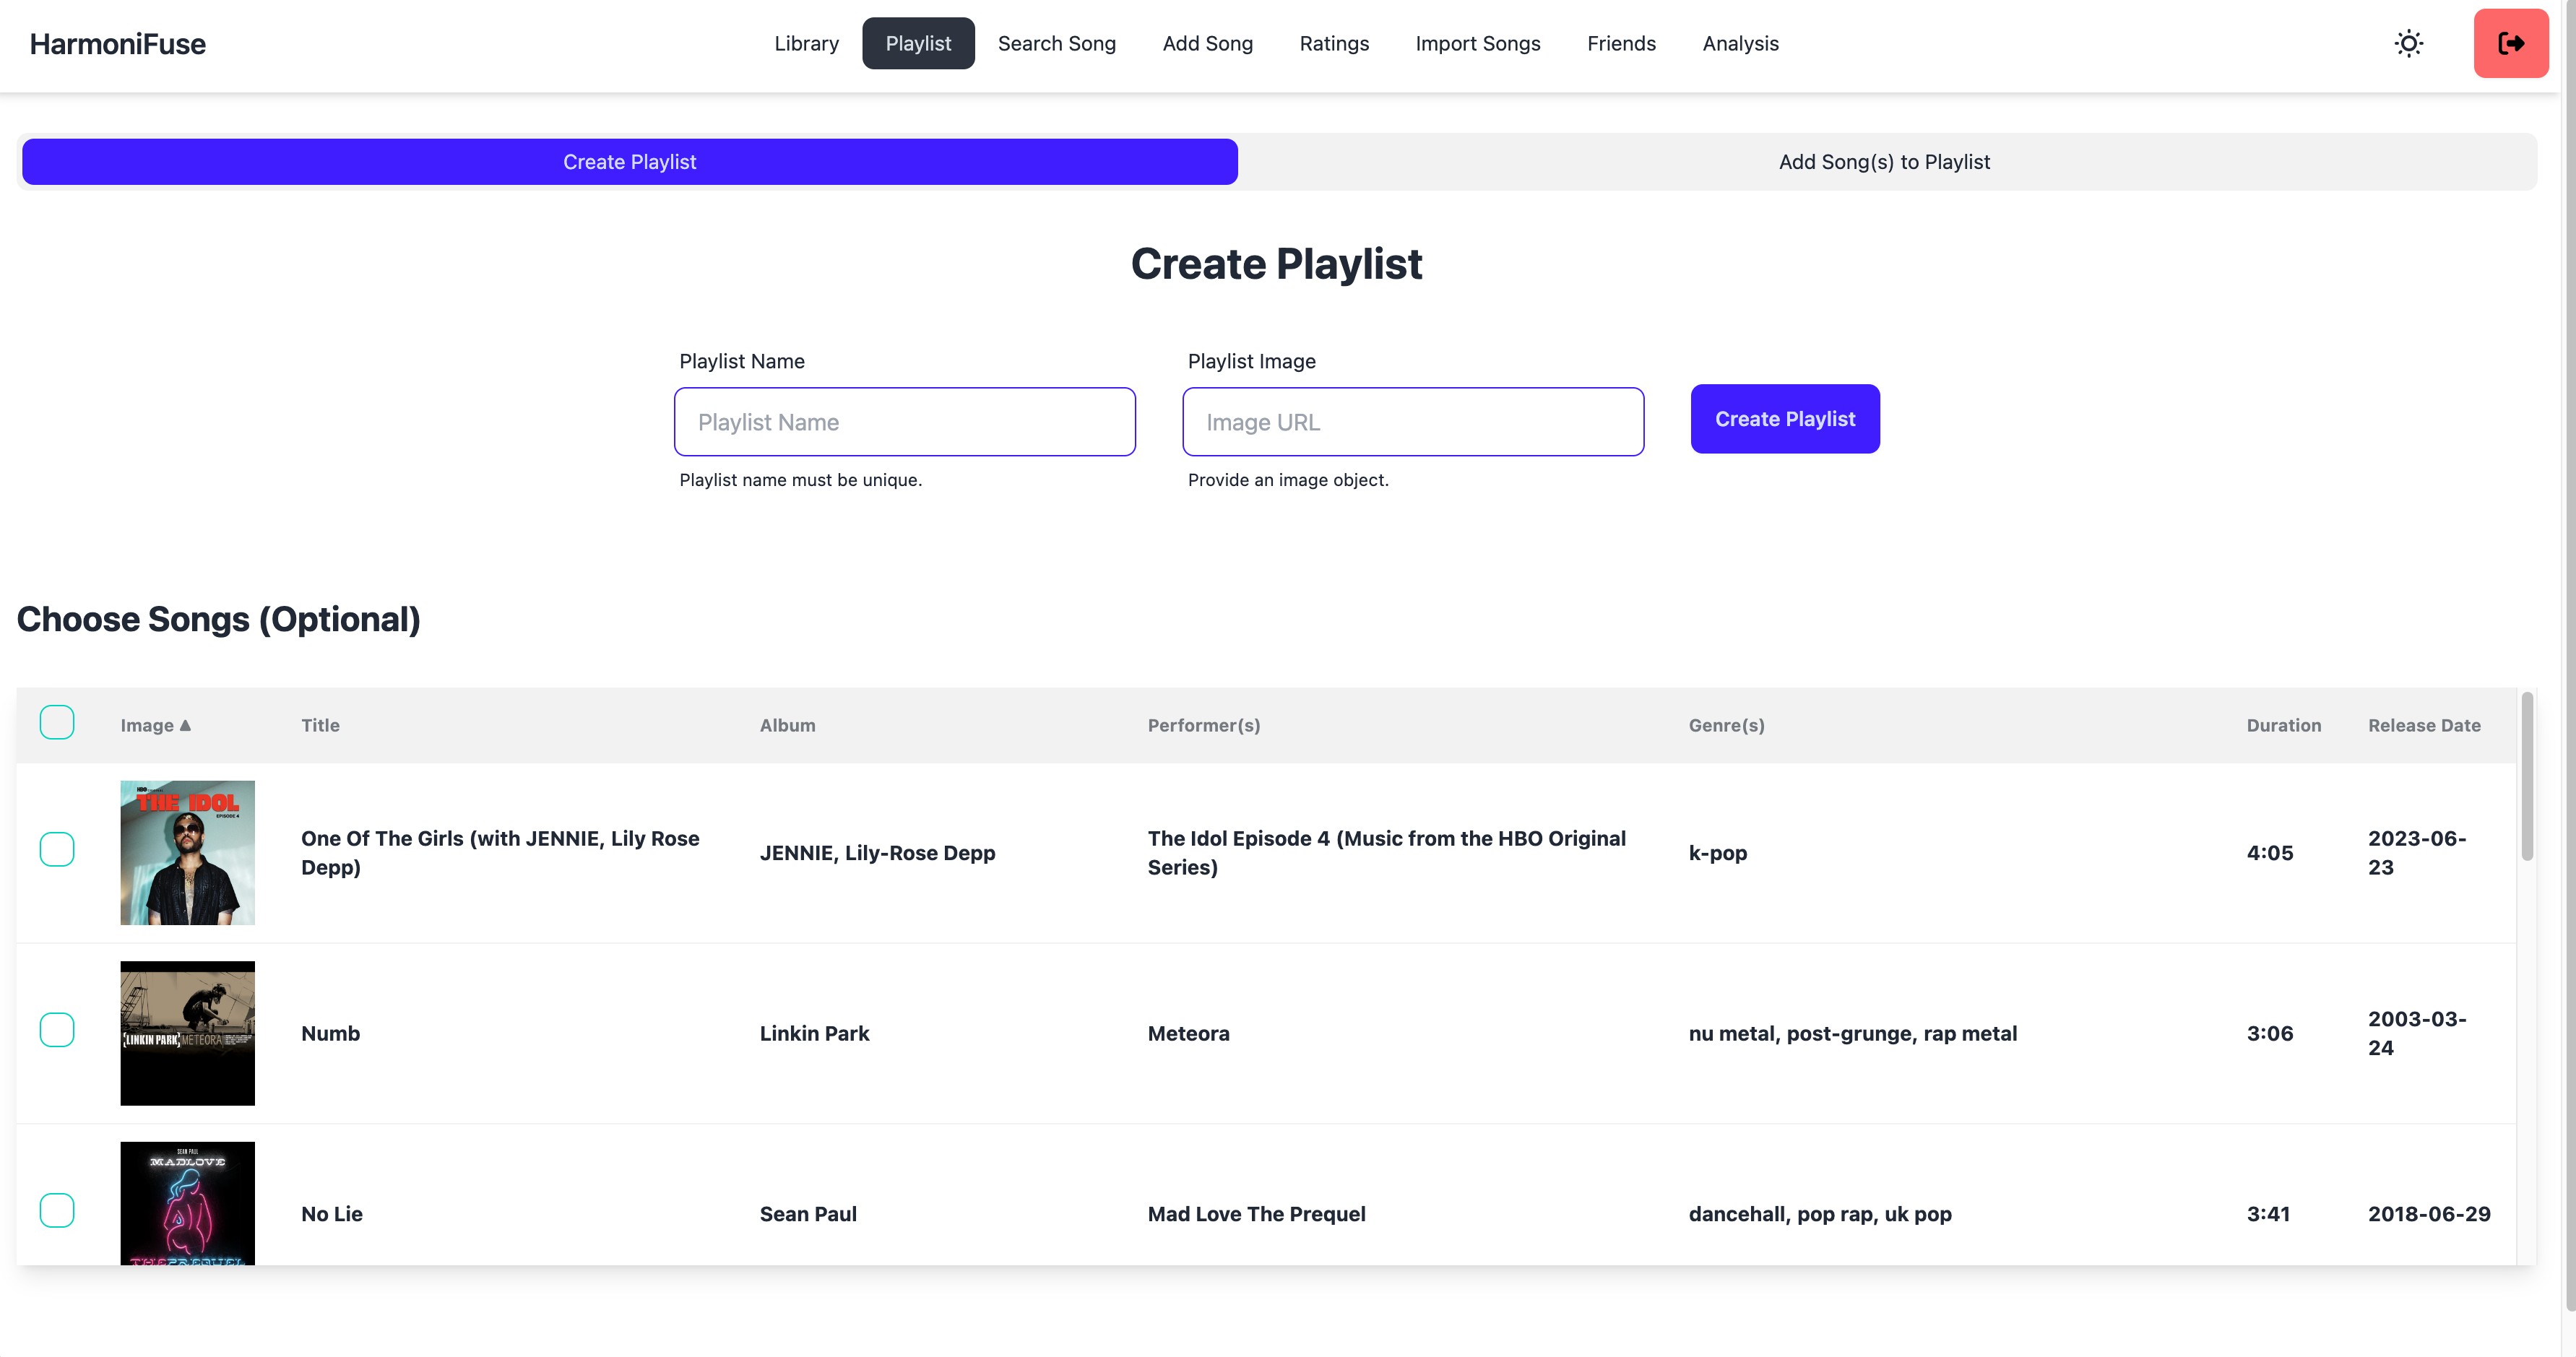 HarmoniFuse
Library Playlist Search Song Add Song Ratings Import Songs Friends Analysis
Create Playlist Add Song(s) to Playlist
Create Playlist
Playlist Name Playlist Image
Playlist Name Image URL Create Playlist
Playlist name must be unique. Provide an image object.
Choose Songs (Optional)
Image ▲ Title Album Performer(s) Genre(s) Duration Release Date
HBO
THE IDOL
EPISODE 4
One Of The Girls (with JENNIE, Lily Rose
Depp)
JENNIE, Lily-Rose Depp
The Idol Episode 4 (Music from the HBO Original
Series)
k-pop
4:05
2023-06-
23
[LINKIN PARK] METEORA
Numb
Linkin Park
Meteora
nu metal, post-grunge, rap metal
3:06
2003-03-
24
SEAN PAUL
MAD LOVE
THE PREQUEL
No Lie
Sean Paul
Mad Love The Prequel
dancehall, pop rap, uk pop
3:41
2018-06-29